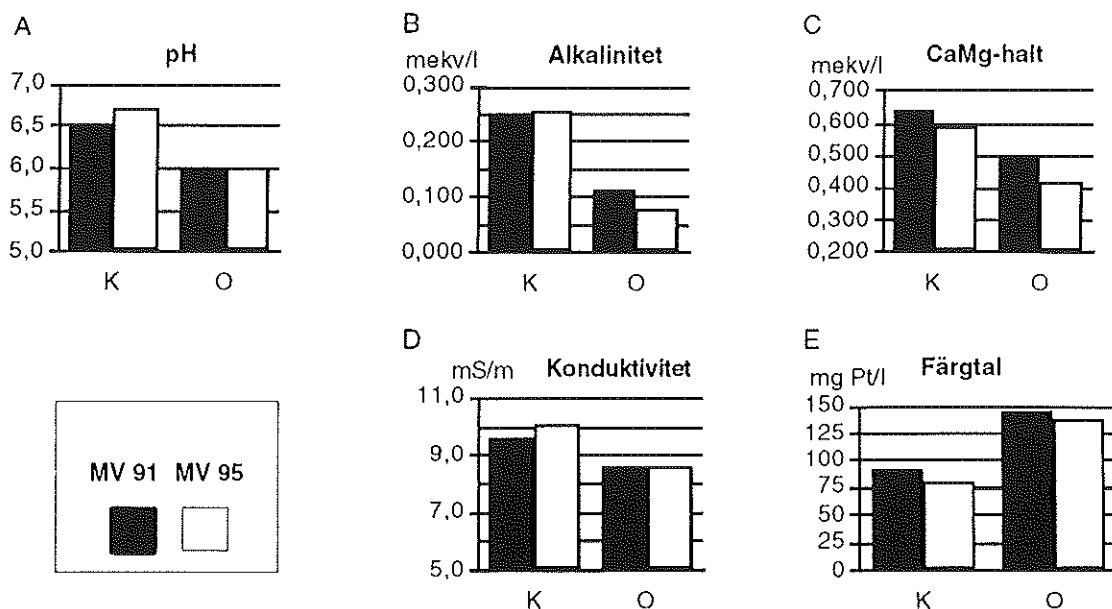 A
pH
7,0
6,5
6,0
5,5
5,0
K O
B
mekv/l Alkalinitet
0,300
0,200
0,100
0,000
K O
C
CaMg-halt
mekv/l
0,700
0,600
0,500
0,400
0,300
0,200
K O
MV 91 MV 95
D
mS/m Konduktivitet
11,0
9,0
7,0
5,0
K O
E
mg Pt/l Färgtal
150
125
100
75
50
25
0
K O